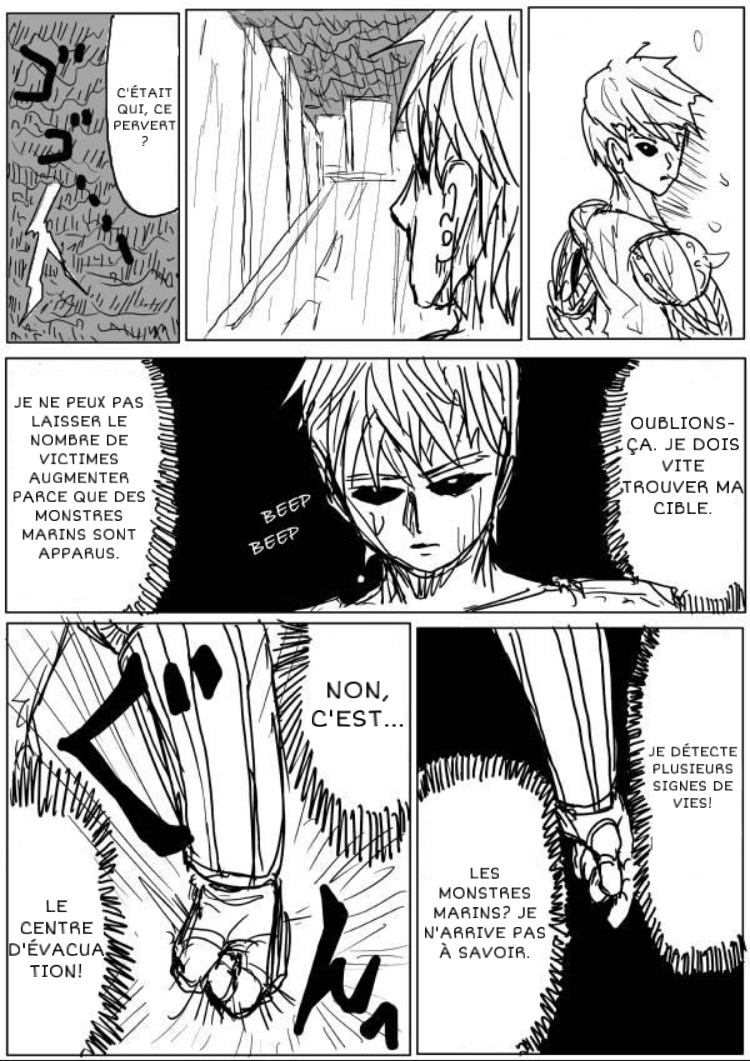 C'ÉTAIT
QUI, CE
PERVERT
?
ゴ
ゴ
OUBLIONS-
ÇA. JE DOIS
VITE
TROUVER MA
CIBLE.
BEEP
BEEP
JE NE PEUX PAS
LAISSER LE
NOMBRE DE
VICTIMES
AUGMENTER
PARCE QUE DES
MONSTRES
MARINS SONT
APPARUS.
JE DÉTECTE
PLUSIEURS
SIGNES DE
VIES!
LES
MONSTRES
MARINS? JE
N'ARRIVE PAS
À SAVOIR.
NON,
C'EST...
LE
CENTRE
D'ÉVACUA
TION!